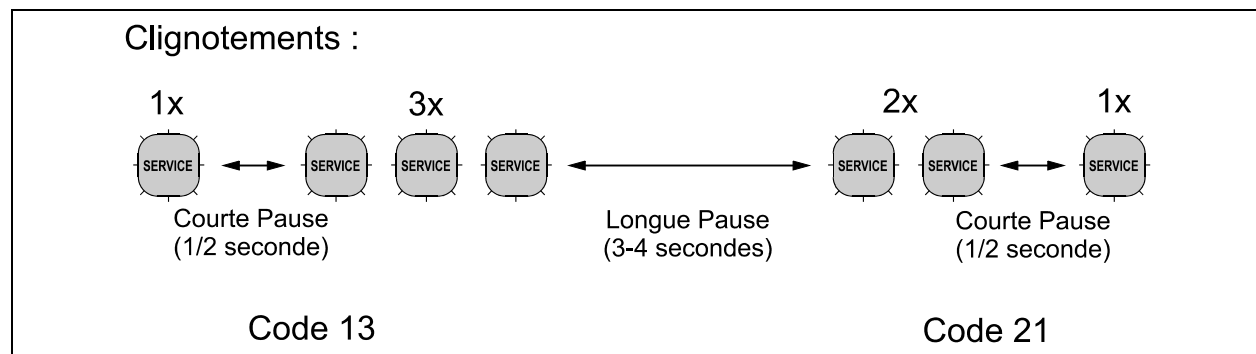 Clignotements :
1x 3x 2x 1x
SERVICE SERVICE SERVICE SERVICE SERVICE SERVICE SERVICE
Courte Pause Longue Pause Courte Pause
(1/2 seconde) (3-4 secondes) (1/2 seconde)
Code 13 Code 21